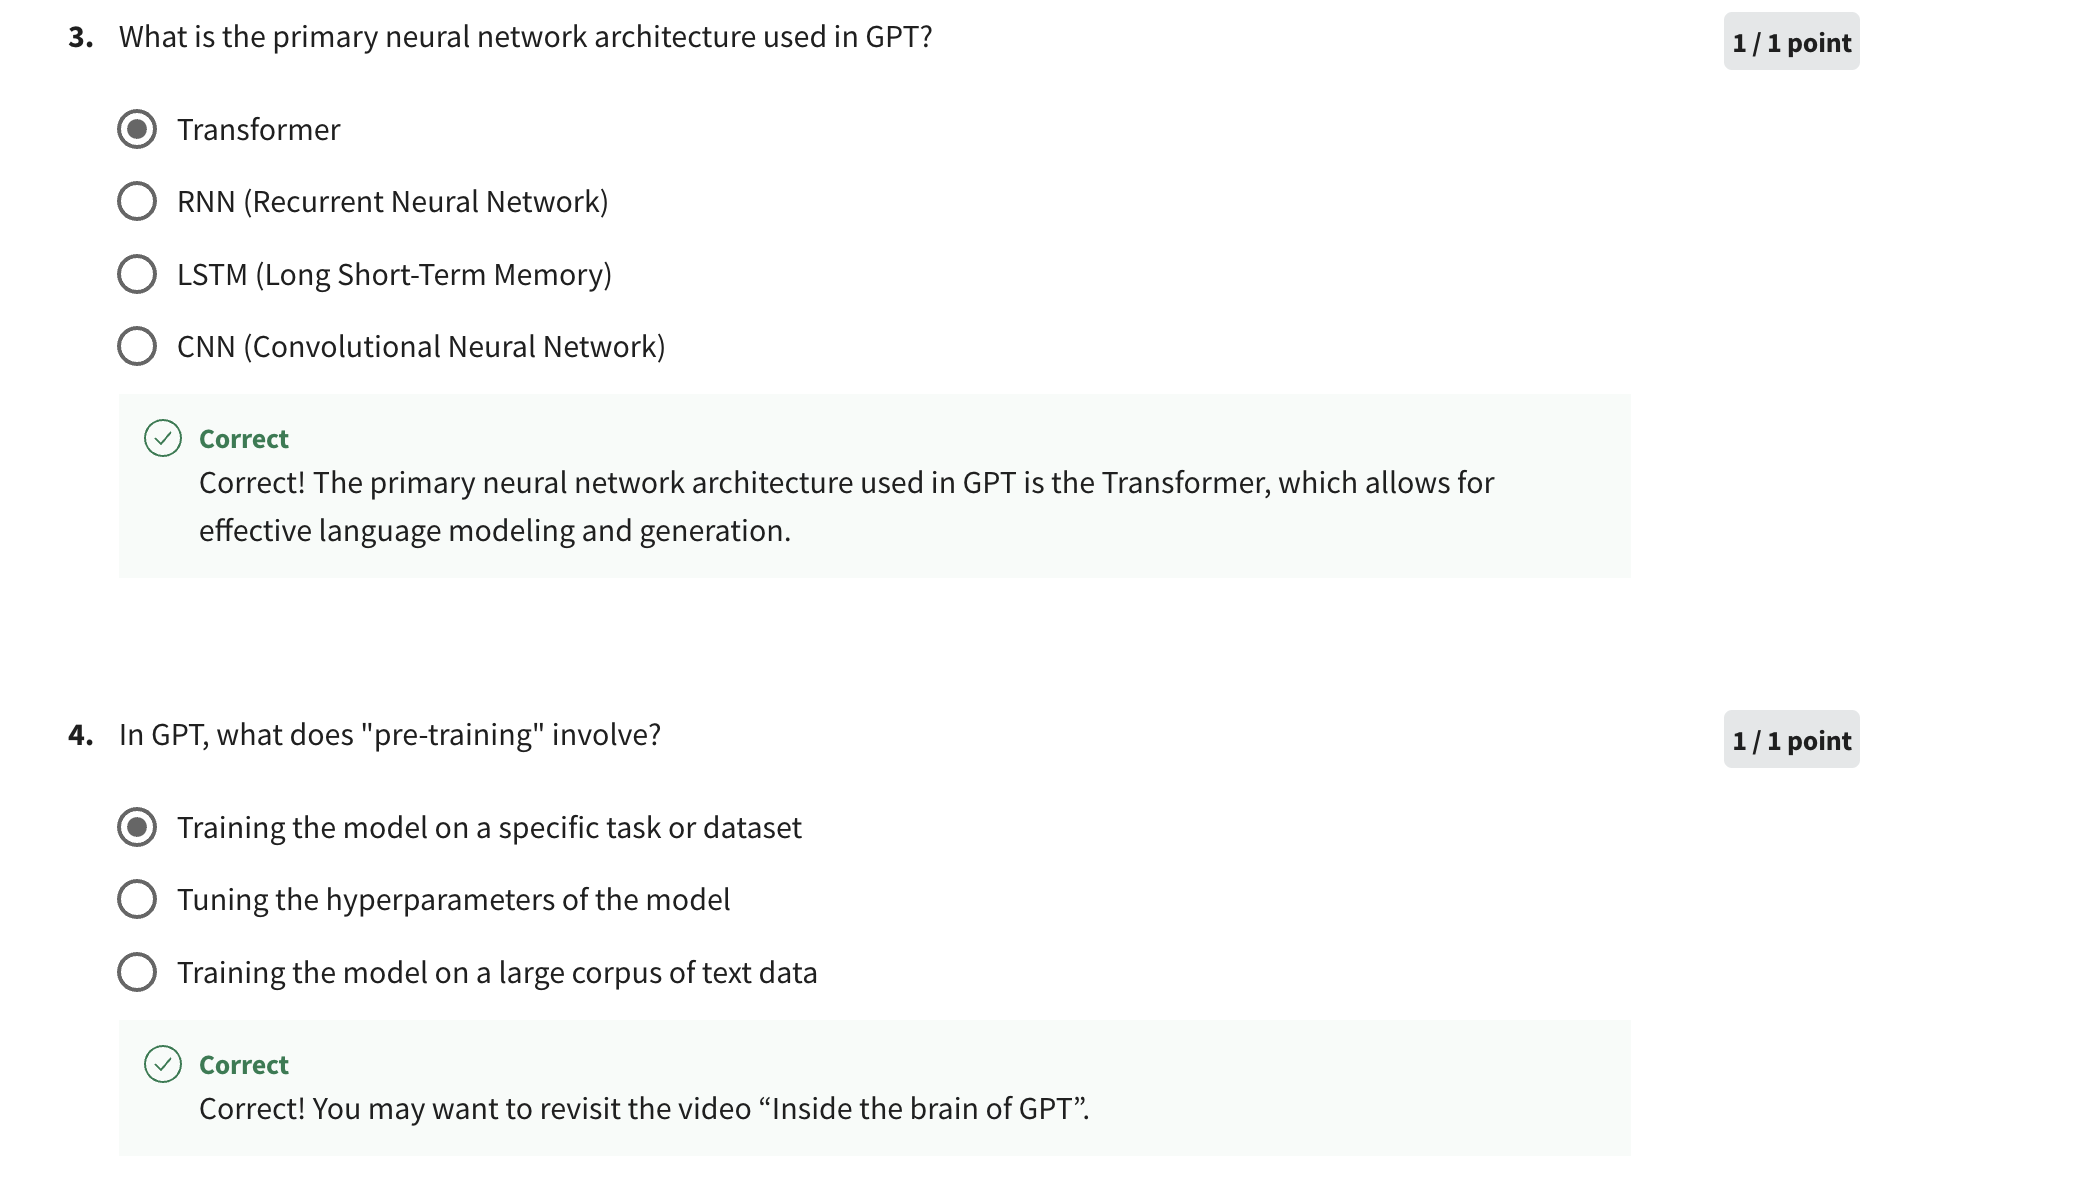 3. What is the primary neural network architecture used in GPT?
1 / 1 point
Transformer
RNN (Recurrent Neural Network)
LSTM (Long Short-Term Memory)
CNN (Convolutional Neural Network)
Correct
Correct! The primary neural network architecture used in GPT is the Transformer, which allows for
effective language modeling and generation.
4. In GPT, what does "pre-training" involve?
1 / 1 point
Training the model on a specific task or dataset
Tuning the hyperparameters of the model
Training the model on a large corpus of text data
Correct
Correct! You may want to revisit the video “Inside the brain of GPT”.